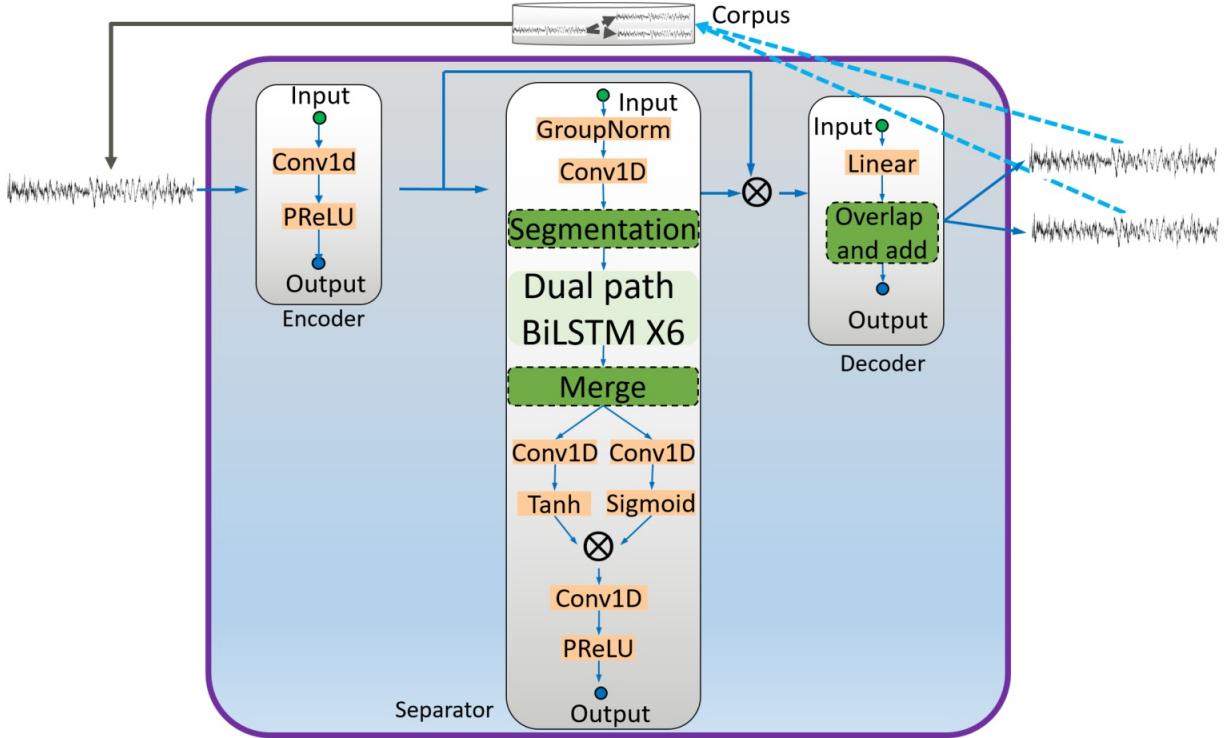 Corpus
Input
Conv1d
PReLU
Output
Encoder
Input
GroupNorm
Conv1D
Segmentation
Dual path
BiLSTM X6
Merge
Conv1D
Conv1D
Tanh
Sigmoid
Conv1D
PReLU
Output
Separator
Input
Linear
Overlap
and add
Output
Decoder